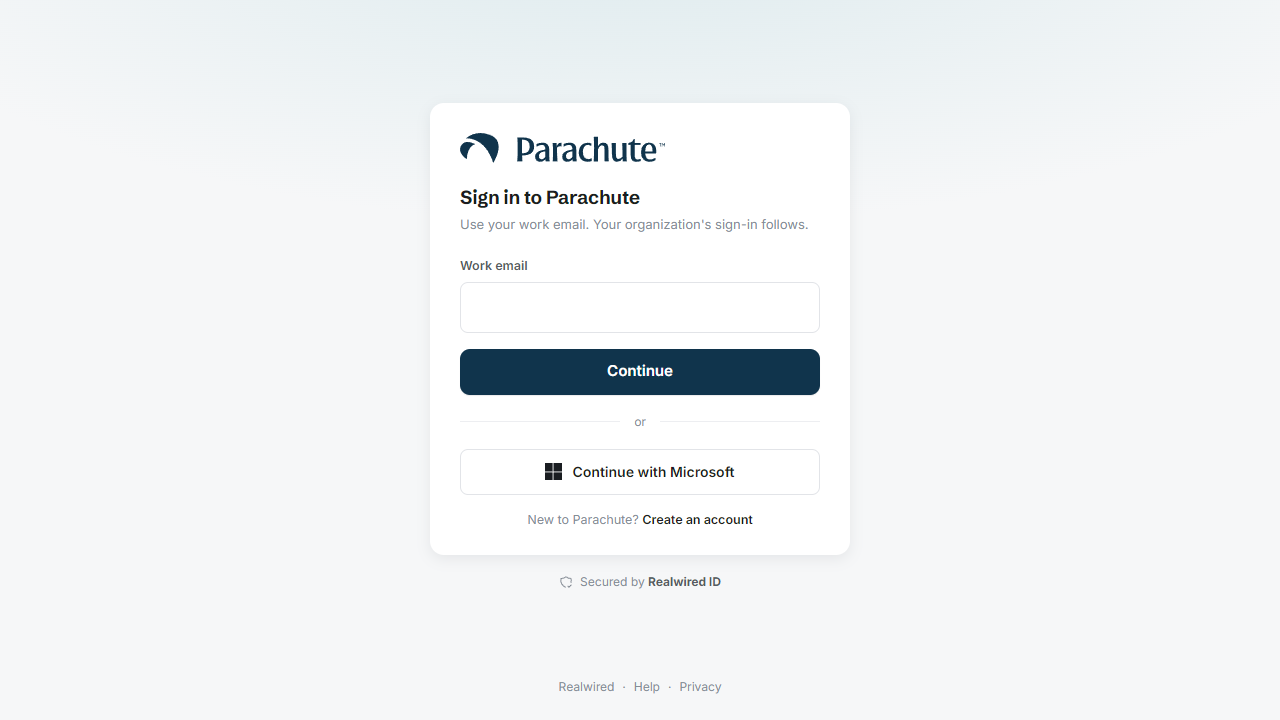 Parachute™
Sign in to Parachute
Use your work email. Your organization's sign-in follows.
Work email
Continue
or
Continue with Microsoft
New to Parachute? Create an account
Secured by Realwired ID
Realwired · Help · Privacy